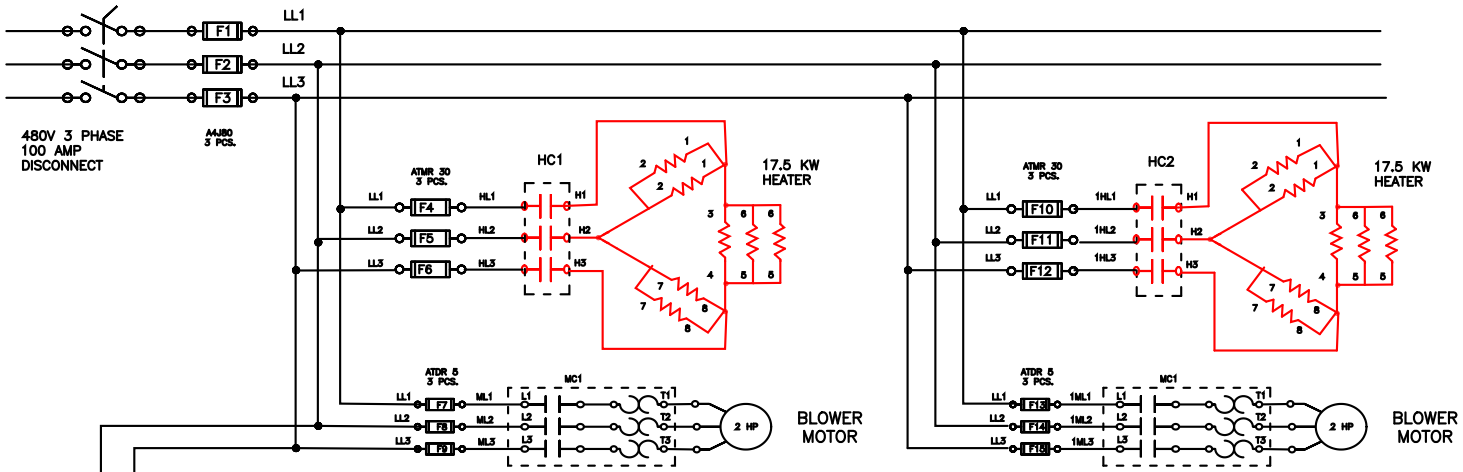 LL1
F1
LL2
F2
LL3
F3
480V 3 PHASE
100 AMP
DISCONNECT
A4J80
3 PCS.
ATMR 30
3 PCS.
HC1
17.5 KW
HEATER
LL1 F4 HL1 H1
LL2 F5 HL2 H2
LL3 F6 HL3 H3
2 1
2 1
3 6 6
4 5 5
7 8
7 8
ATMR 30
3 PCS.
HC2
17.5 KW
HEATER
LL1 F10 1HL1 H1
LL2 F11 1HL2 H2
LL3 F12 1HL3 H3
2 1
2 1
3 6 6
4 5 5
7 8
7 8
ATDR 5
3 PCS.
MC1
LL1 F7 ML1 L1 T1
LL2 F8 ML2 L2 T2
LL3 F9 ML3 L3 T3
2 HP
BLOWER
MOTOR
ATDR 5
3 PCS.
MC1
LL1 F13 1ML1 L1 T1
LL2 F14 1ML2 L2 T2
LL3 F15 1ML3 L3 T3
2 HP
BLOWER
MOTOR